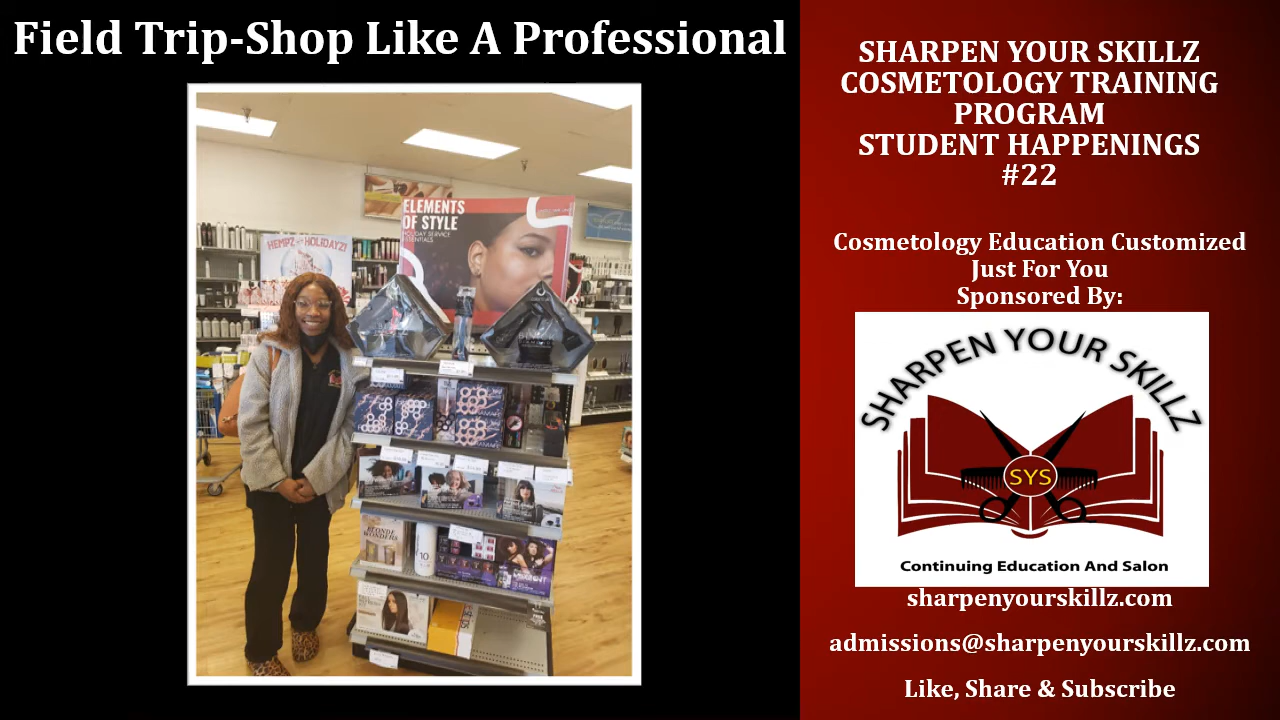 Field Trip-Shop Like A Professional
ELEMENTS
OF STYLE
HOLIDAY SERVICE
ESSENTIALS
HEMPZ
HOLIDAYZ!
BLONDE
WONDERS
10
SHARPEN YOUR SKILLZ
COSMETOLOGY TRAINING
PROGRAM
STUDENT HAPPENINGS
#22
Cosmetology Education Customized
Just For You
Sponsored By:
SHARPEN YOUR SKILLZ
SYS
Continuing Education And Salon
sharpenyourskillz.com
admissions@sharpenyourskillz.com
Like, Share & Subscribe